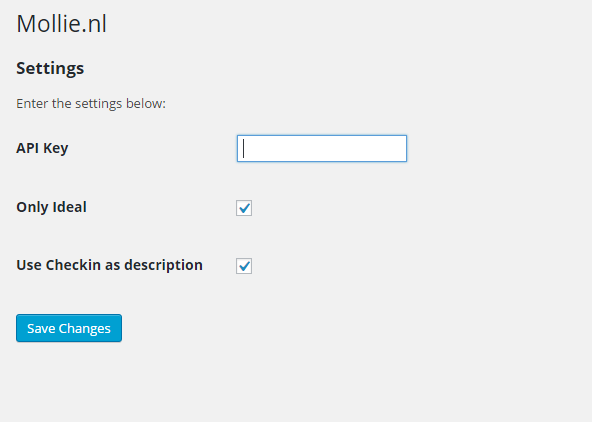 Mollie.nl
Settings
Enter the settings below:
API Key
Only Ideal
Use Checkin as description
Save Changes